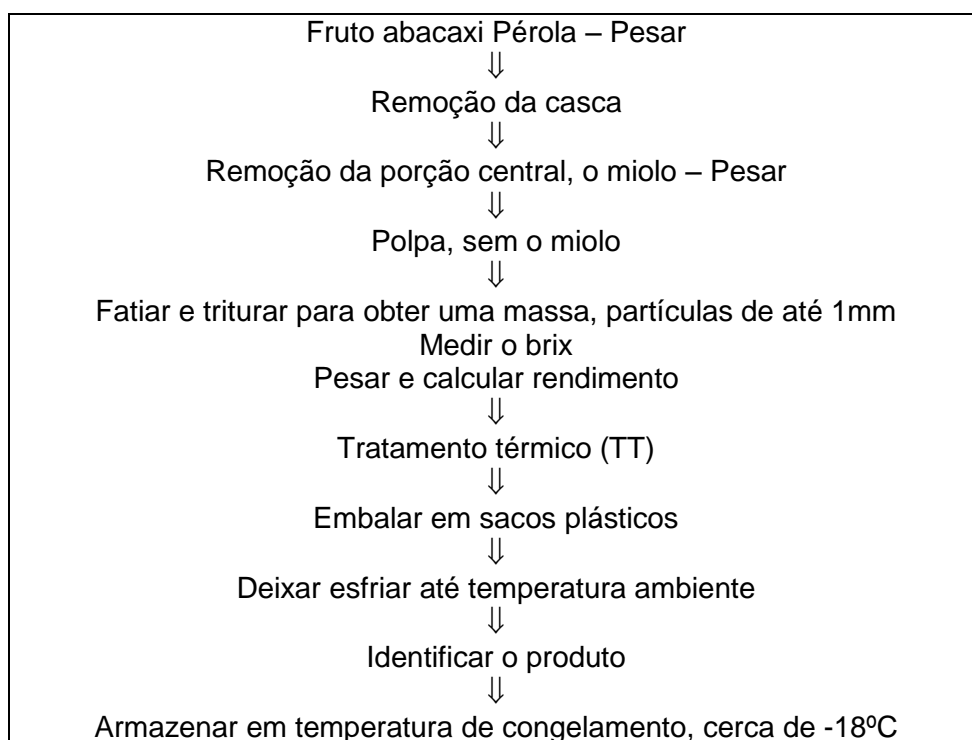 Fruto abacaxi Pérola – Pesar
⇓
Remoção da casca
⇓
Remoção da porção central, o miolo – Pesar
⇓
Polpa, sem o miolo
⇓
Fatiar e triturar para obter uma massa, partículas de até 1mm
Medir o brix
Pesar e calcular rendimento
⇓
Tratamento térmico (TT)
⇓
Embalar em sacos plásticos
⇓
Deixar esfriar até temperatura ambiente
⇓
Identificar o produto
⇓
Armazenar em temperatura de congelamento, cerca de -18ºC